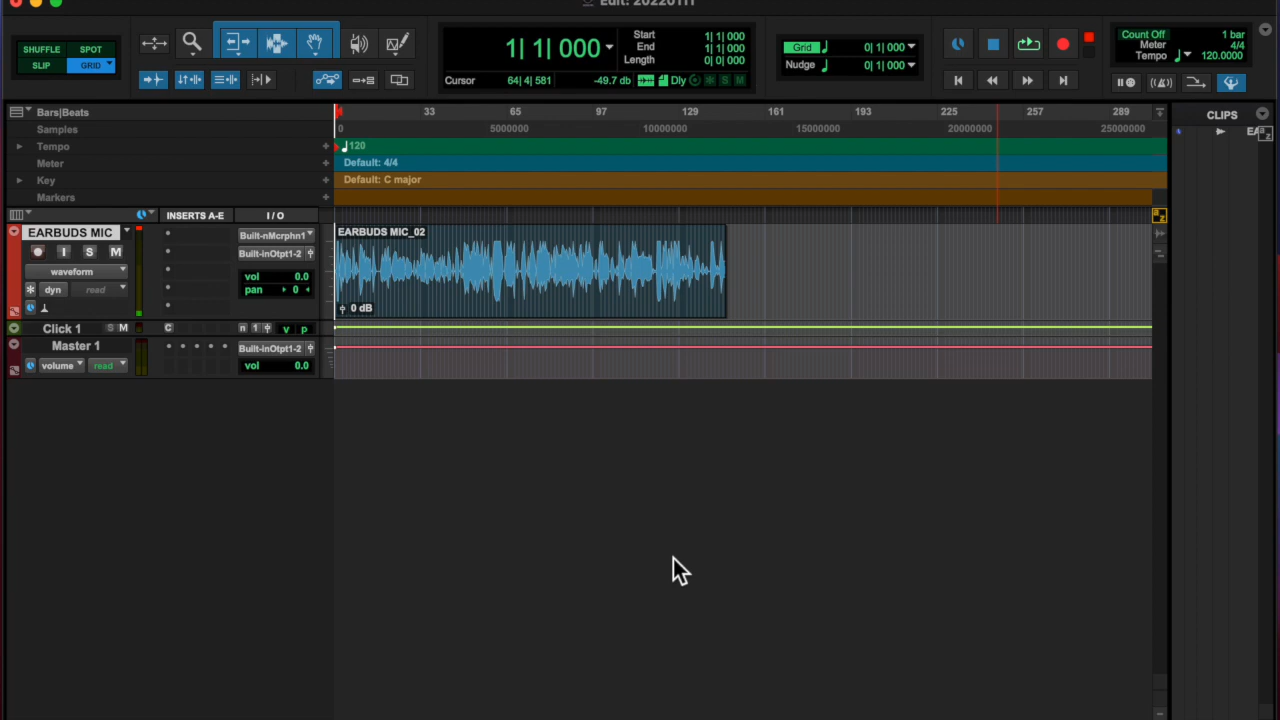 Edit: 20220111
SHUFFLE SPOT
SLIP GRID
1| 1| 000
Start 1| 1| 000
End 1| 1| 000
Length 0| 0| 000
Cursor 64| 4| 581 -49.7 db Dly S M
Grid 0| 1| 000
Nudge 0| 1| 000
Count Off 1 bar
Meter 4/4
Tempo 120.0000
Bars|Beats 33 65 97 129 161 193 225 257 289
Samples 0 5000000 10000000 15000000 20000000 25000000
Tempo + 120
Meter + Default: 4/4
Key + Default: C major
Markers +
CLIPS
INSERTS A-E I / O
EARBUDS MIC
I S M
waveform
dyn read
Built-nMcrphn1
Built-inOtpt1-2
vol 0.0
pan 0
EARBUDS MIC_02
0 dB
Click 1 S M C n 1 v p
Master 1
volume read
Built-inOtpt1-2
vol 0.0
a z